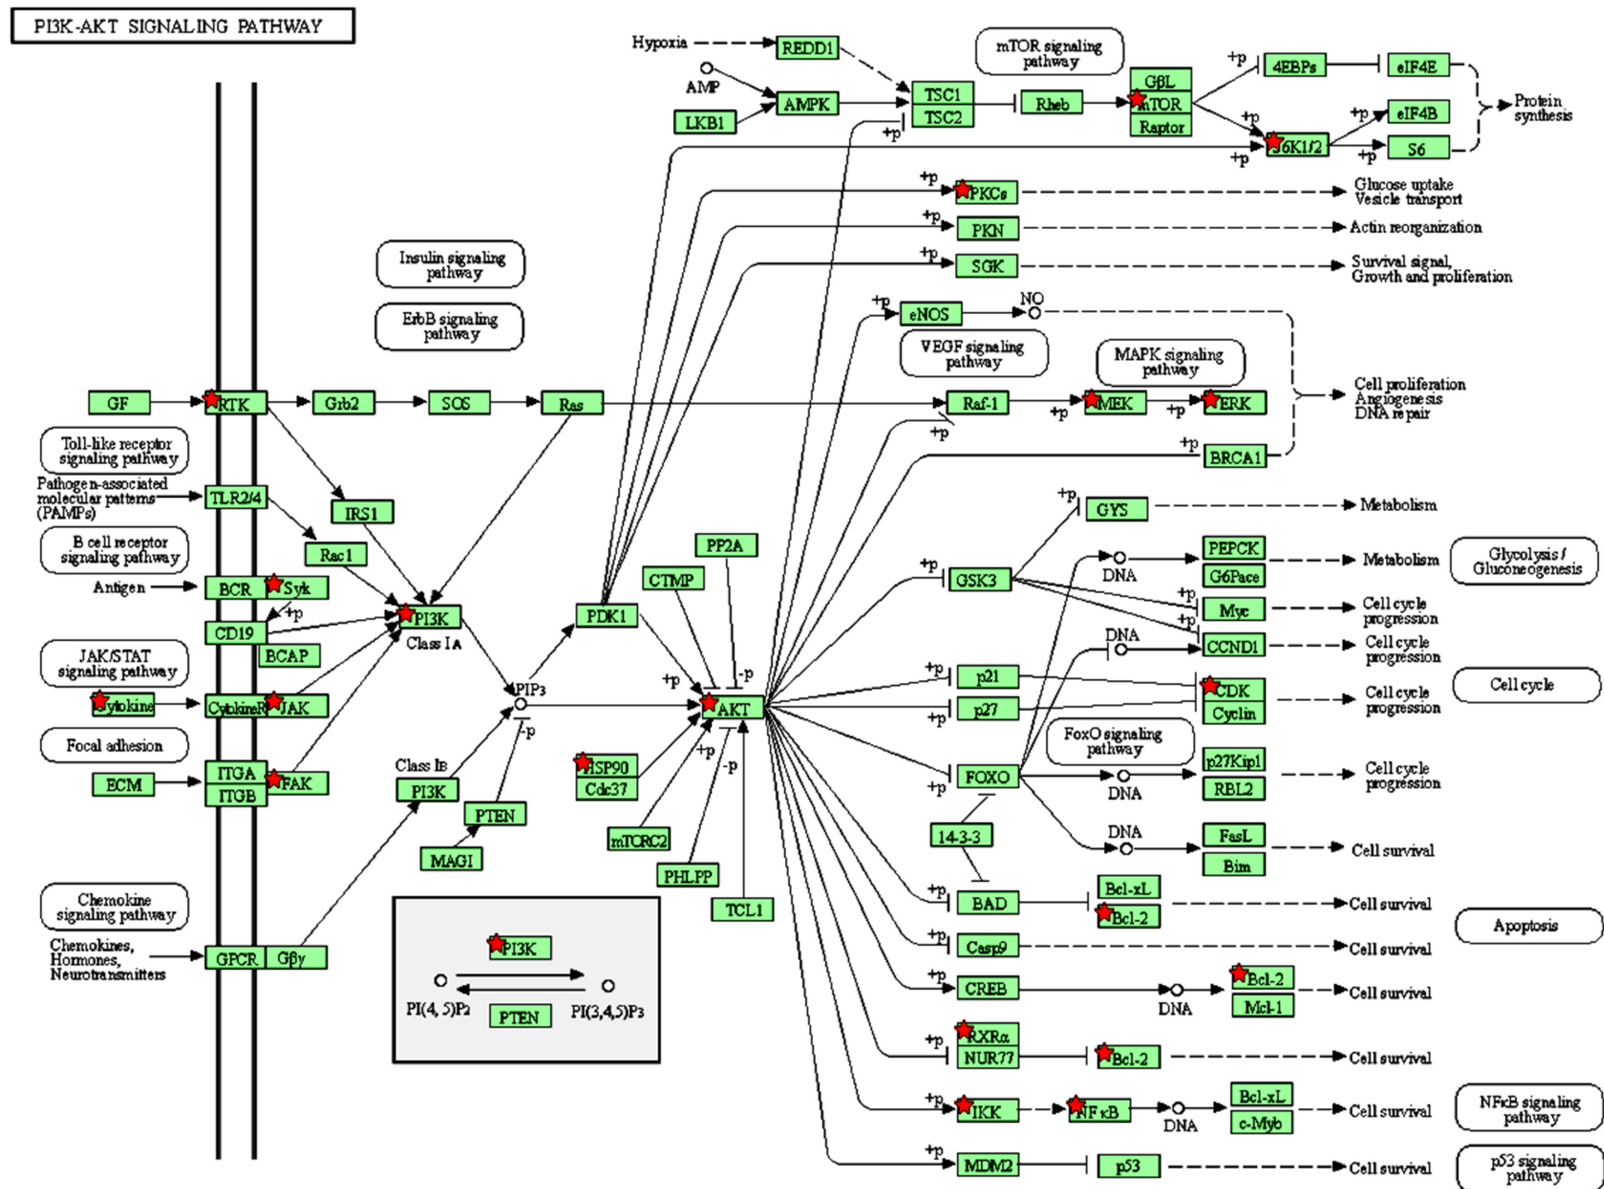 PI3K-AKT SIGNALING PATHWAY
Hypoxia
REDD1
mTOR signaling
pathway
AMP
LKB1
AMPK
TSC1
TSC2
+p
Rheb
GβL
mTOR
Raptor
+p
4EBPs
eIF4E
+p
S6K1/2
+p
+p
eIF4B
+p
S6
Protein
synthesis
+p
PKCs
Glucose uptake
Vesicle transport
+p
PKN
Actin reorganization
+p
SGK
Survival signal,
Growth and proliferation
Insulin signaling
pathway
ErbB signaling
pathway
+p
eNOS
NO
VEGF signaling
pathway
MAPK signaling
pathway
GF
RTK
Grb2
SOS
Ras
Raf-1
+p
+p
MEK
+p
ERK
Cell proliferation
Angiogenesis
DNA repair
+p
BRCA1
Toll-like receptor
signaling pathway
Pathogen-associated
molecular patterns
(PAMPs)
TLR2/4
IRS1
Rac1
B cell receptor
signaling pathway
Antigen
BCR
Syk
+p
CD19
BCAP
PI3K
Class IA
JAK/STAT
signaling pathway
Cytokine
CytokineR
JAK
Focal adhesion
ECM
ITGA
ITGB
FAK
Chemokine
signaling pathway
Chemokines,
Hormones,
Neurotransmitters
GPCR
Gβγ
PIP3
-p
Class IB
PI3K
PTEN
MAGI
PDK1
PP2A
CTMP
+p
-p
AKT
HSP90
Cdc37
+p
-p
mTORC2
PHLPP
TCL1
PI3K
PI(4, 5)P2
PI(3,4,5)P3
PTEN
+p
GYS
Metabolism
+p
GSK3
DNA
PEPCK
G6Pace
Metabolism
Glycolysis /
Gluconeogenesis
+p
Myc
Cell cycle
progression
+p
DNA
CCND1
Cell cycle
progression
+p
p21
+p
p27
CDK
Cyclin
Cell cycle
progression
Cell cycle
FoxO signaling
pathway
+p
FOXO
DNA
p27Kip1
RBL2
Cell cycle
progression
14-3-3
DNA
FasL
Bim
Cell survival
+p
BAD
Bcl-xL
Bcl-2
Cell survival
Apoptosis
+p
Casp9
Cell survival
+p
CREB
DNA
Bcl-2
Mcl-1
Cell survival
+p
RXRα
NUR77
Bcl-2
Cell survival
+p
IKK
NFκB
DNA
Bcl-xL
c-Myb
Cell survival
NFκB signaling
pathway
+p
MDM2
p53
Cell survival
p53 signaling
pathway